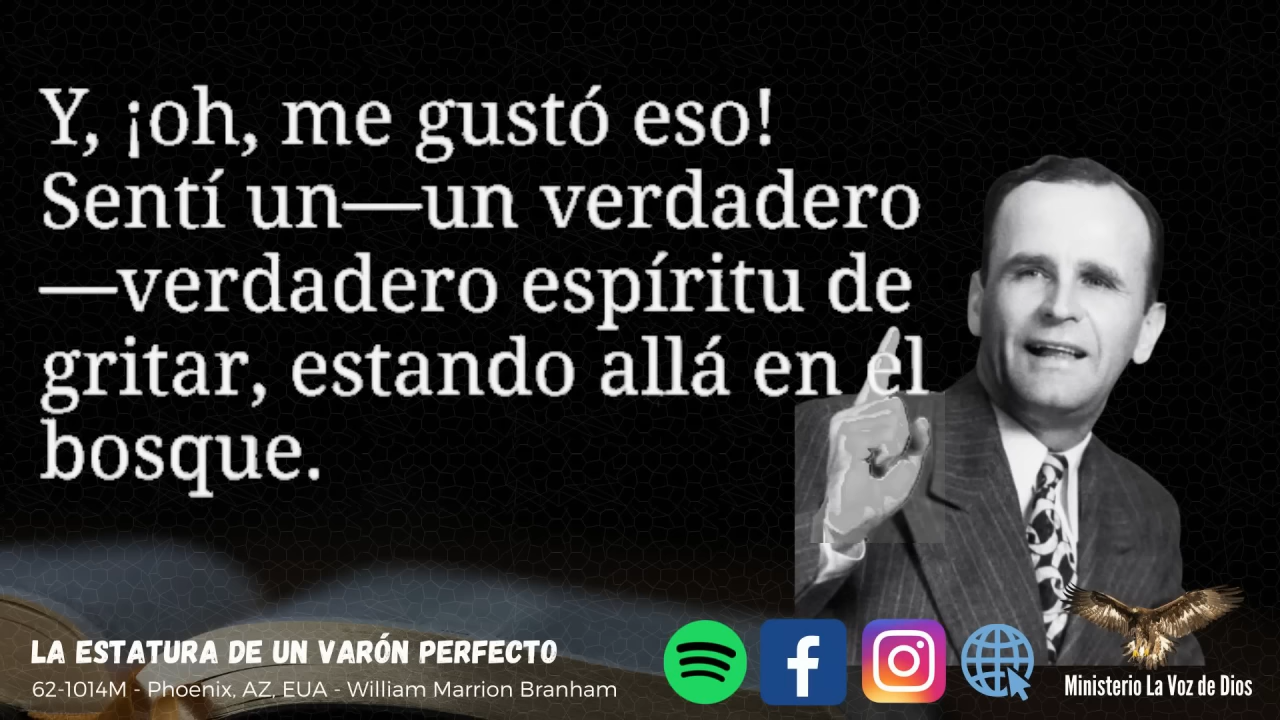 Y, ¡oh, me gustó eso!
Sentí un—un verdadero
—verdadero espíritu de
gritar, estando allá en el
bosque.
LA ESTATURA DE UN VARÓN PERFECTO
62-1014M - Phoenix, AZ, EUA - William Marrion Branham
Ministerio La Voz de Dios